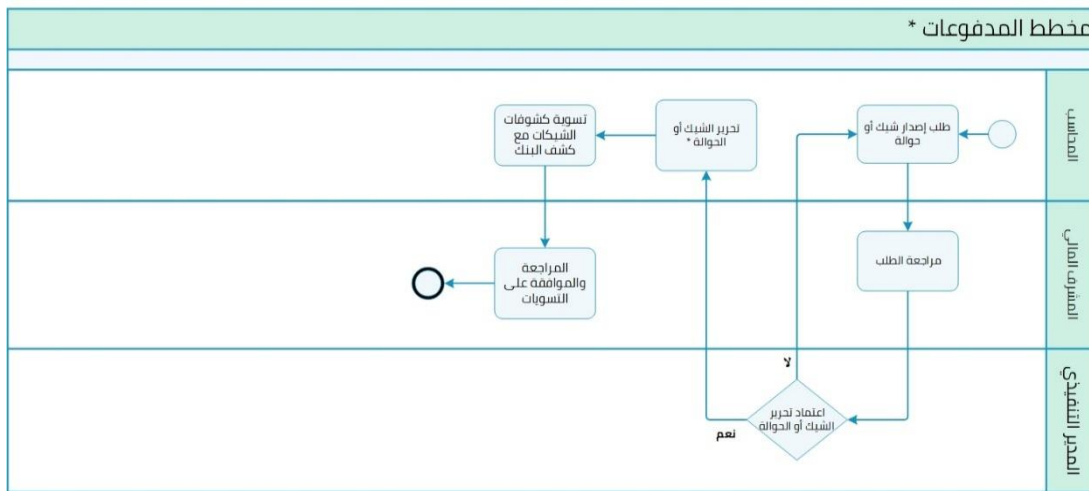 مخطط المدفوعات *
المحاسب
طلب إصدار شيك أو
حوالة
تحرير الشيك أو
الحوالة *
تسوية كشوفات
الشيكات مع
كشف البنك
المشرف المالي
مراجعة الطلب
المراجعة
والموافقة على
التسويات
المدير التنفيذي
اعتماد تحرير
الشيك أو الحوالة
لا
نعم